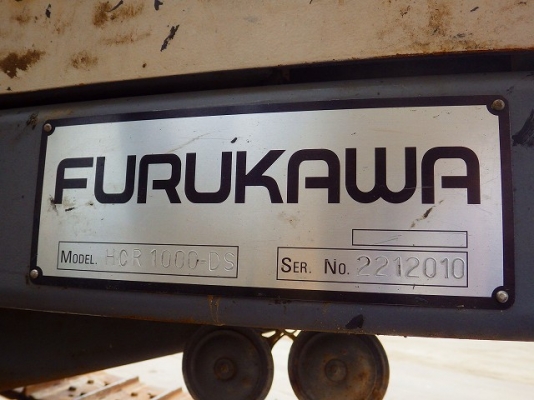 FURUKAWA
MODEL. HCR 1000-DS SER. NO. 2212010